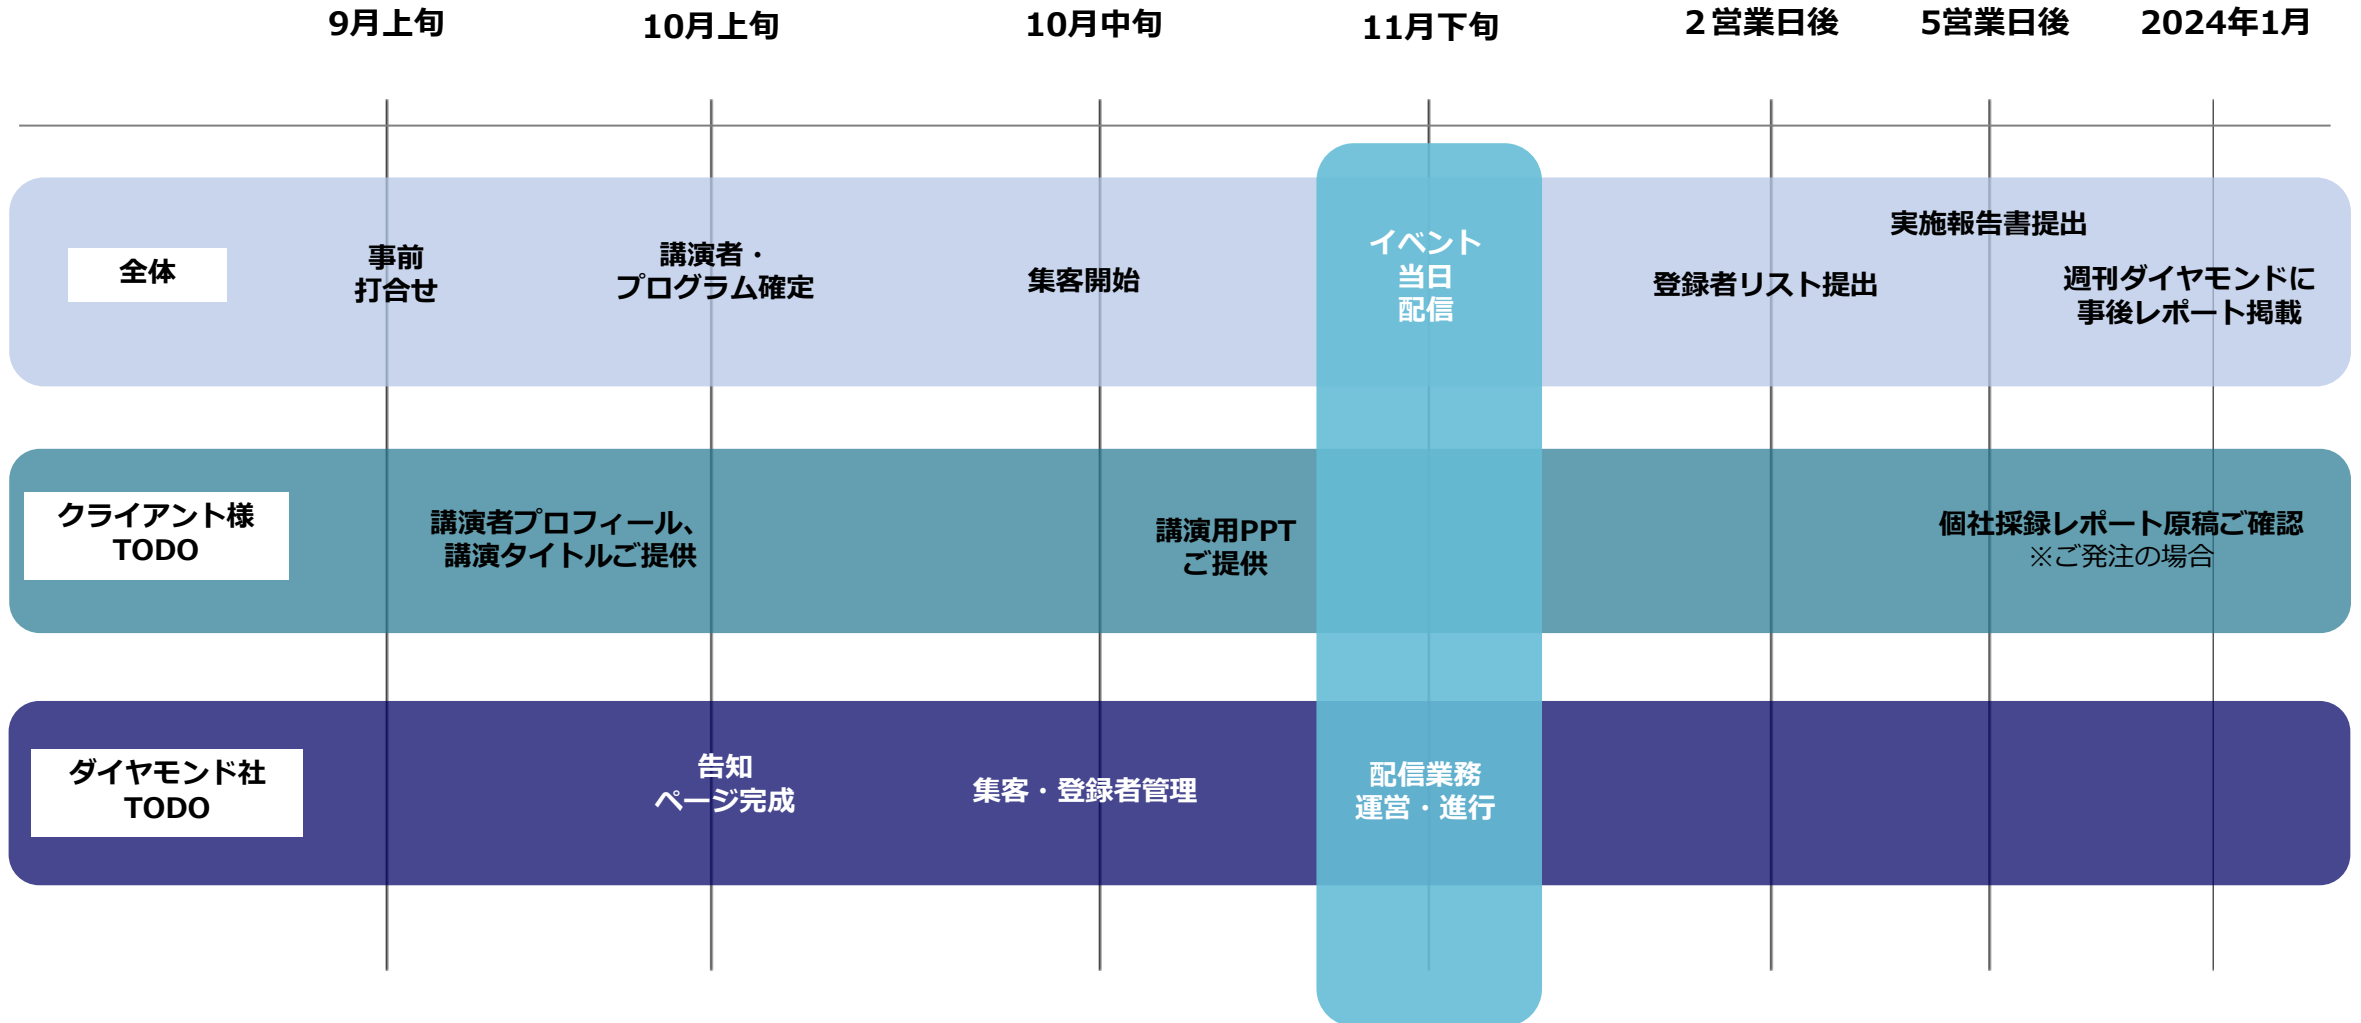 9月上旬
10月上旬
10月中旬
11月下旬
２営業日後
5営業日後
2024年1月
全体
事前
打合せ
講演者・
プログラム確定
集客開始
イベント
当日
配信
登録者リスト提出
実施報告書提出
週刊ダイヤモンドに
事後レポート掲載
クライアント様
TODO
講演者プロフィール、
講演タイトルご提供
講演用PPT
ご提供
個社採録レポート原稿ご確認
※ご発注の場合
ダイヤモンド社
TODO
告知
ページ完成
集客・登録者管理
配信業務
運営・進行